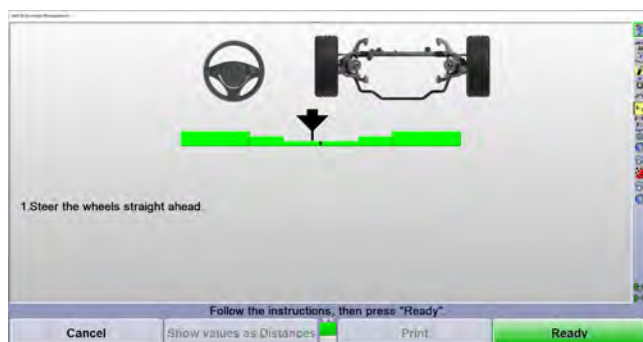 1.Steer the wheels straight ahead.
Follow the instructions, then press "Ready".
Cancel
Show values as Distances
Print
Ready